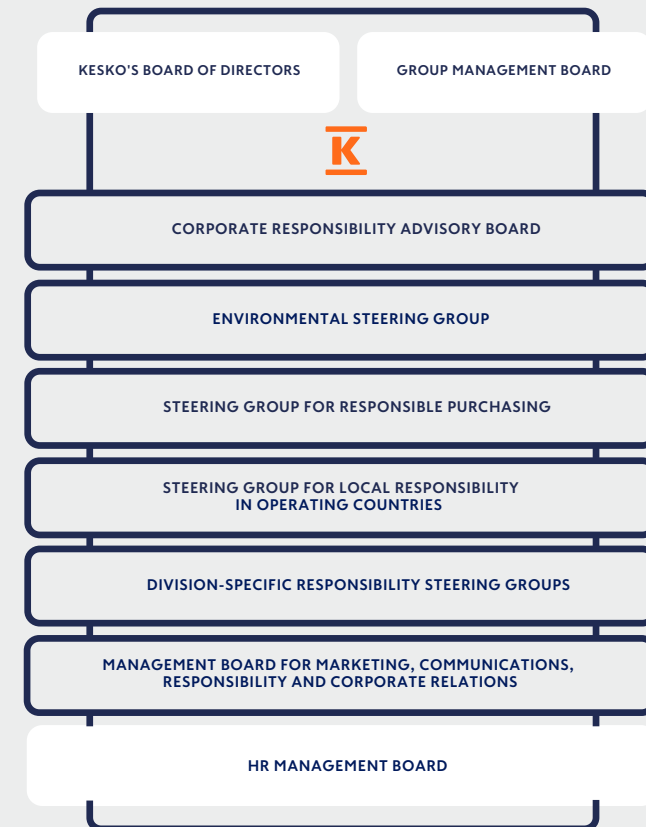 KESKO'S BOARD OF DIRECTORS
GROUP MANAGEMENT BOARD
K
CORPORATE RESPONSIBILITY ADVISORY BOARD
ENVIRONMENTAL STEERING GROUP
STEERING GROUP FOR RESPONSIBLE PURCHASING
STEERING GROUP FOR LOCAL RESPONSIBILITY
IN OPERATING COUNTRIES
DIVISION-SPECIFIC RESPONSIBILITY STEERING GROUPS
MANAGEMENT BOARD FOR MARKETING, COMMUNICATIONS,
RESPONSIBILITY AND CORPORATE RELATIONS
HR MANAGEMENT BOARD